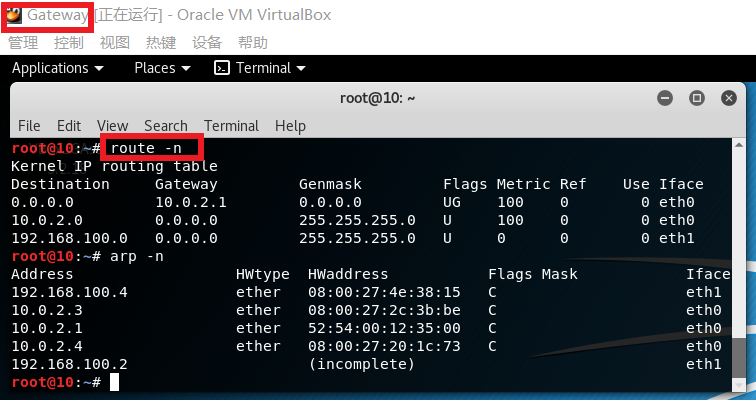 Gateway [正在运行] - Oracle VM VirtualBox
管理 控制 视图 热键 设备 帮助
Applications Places Terminal
root@10: ~
File Edit View Search Terminal Help
root@10:~# route -n
Kernel IP routing table
Destination Gateway Genmask Flags Metric Ref Use Iface
0.0.0.0 10.0.2.1 0.0.0.0 UG 100 0 0 eth0
10.0.2.0 0.0.0.0 255.255.255.0 U 100 0 0 eth0
192.168.100.0 0.0.0.0 255.255.255.0 U 0 0 0 eth1
root@10:~# arp -n
Address HWtype HWaddress Flags Mask Iface
192.168.100.4 ether 08:00:27:4e:38:15 C eth1
10.0.2.3 ether 08:00:27:2c:3b:be C eth0
10.0.2.1 ether 52:54:00:12:35:00 C eth0
10.0.2.4 ether 08:00:27:20:1c:73 C eth0
192.168.100.2 (incomplete) eth1
root@10:~#